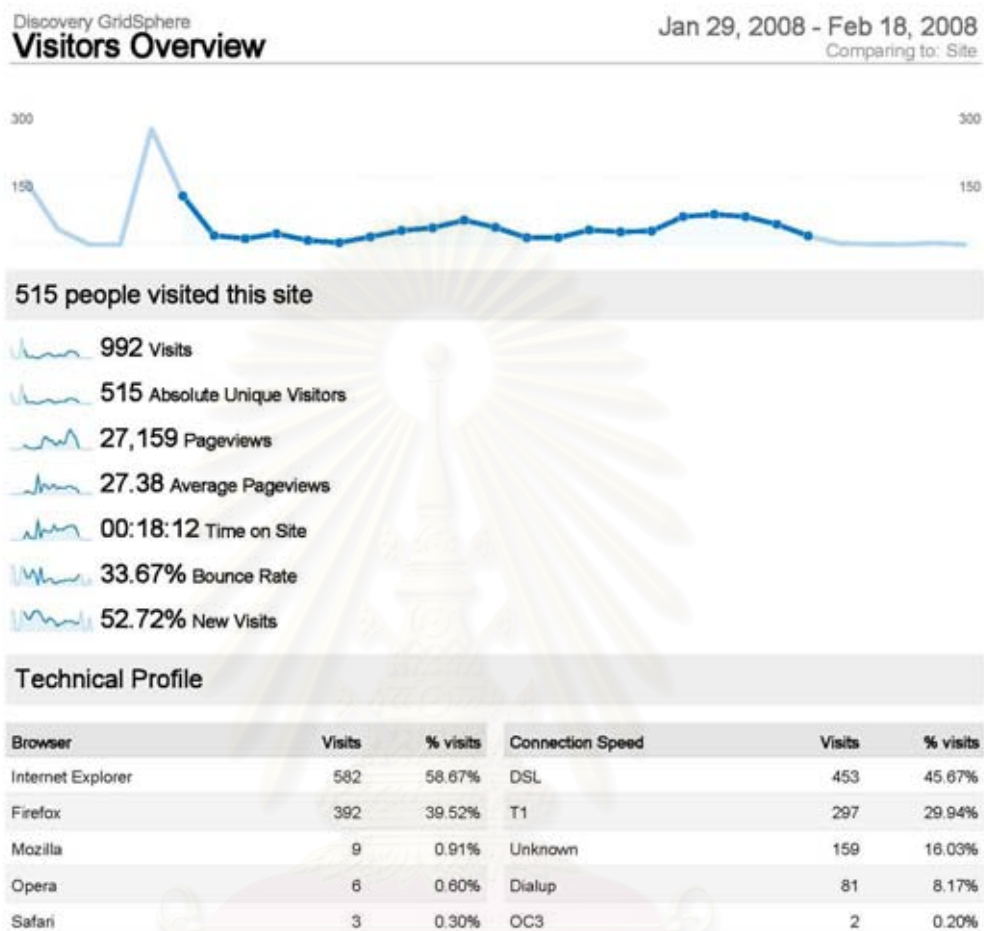 Discovery GridSphere
Visitors Overview
Jan 29, 2008 - Feb 18, 2008
Comparing to: Site
300 300
150 150
515 people visited this site
992 Visits
515 Absolute Unique Visitors
27,159 Pageviews
27.38 Average Pageviews
00:18:12 Time on Site
33.67% Bounce Rate
52.72% New Visits
Technical Profile
Browser Visits % visits Connection Speed Visits % visits
Internet Explorer 582 58.67% DSL 453 45.67%
Firefox 392 39.52% T1 297 29.94%
Mozilla 9 0.91% Unknown 159 16.03%
Opera 6 0.60% Dialup 81 8.17%
Safari 3 0.30% OC3 2 0.20%